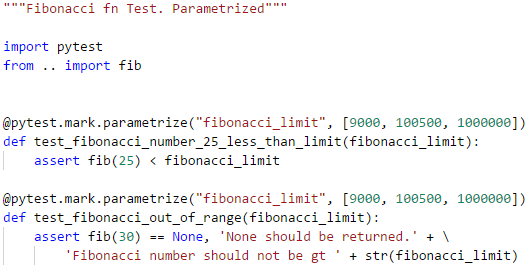 """Fibonacci fn Test. Parametrized"""
import pytest
from .. import fib
@pytest.mark.parametrize("fibonacci_limit", [9000, 100500, 1000000])
def test_fibonacci_number_25_less_than_limit(fibonacci_limit):
    assert fib(25) < fibonacci_limit
@pytest.mark.parametrize("fibonacci_limit", [9000, 100500, 1000000])
def test_fibonacci_out_of_range(fibonacci_limit):
    assert fib(30) == None, 'None should be returned.' + \
        'Fibonacci number should not be gt ' + str(fibonacci_limit)